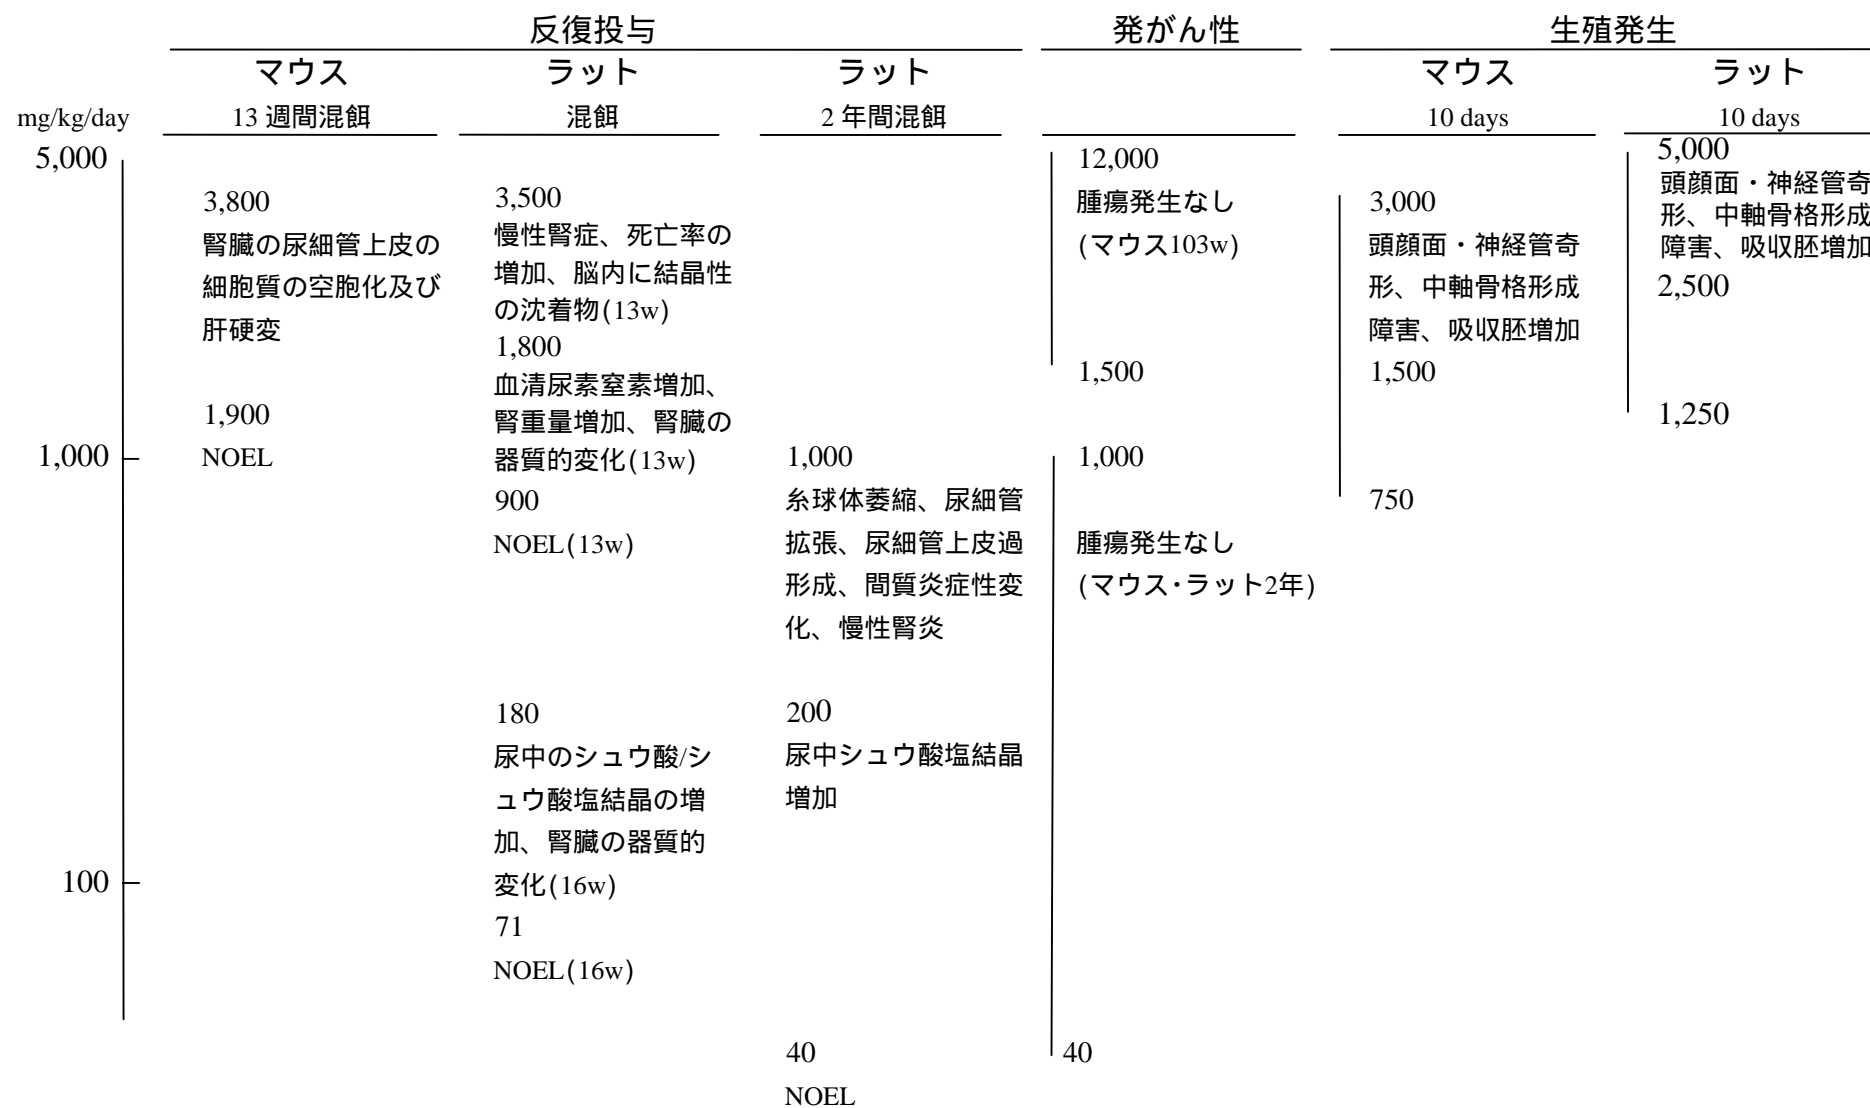 反復投与
発がん性
生殖発生
マウス
ラット
ラット
マウス
ラット
mg/kg/day
13 週間混餌
混餌
2 年間混餌
10 days
10 days
5,000
1,000
100
3,800
腎臓の尿細管上皮の
細胞質の空胞化及び
肝硬変
1,900
NOEL
3,500
慢性腎症、死亡率の
増加、脳内に結晶性
の沈着物(13w)
1,800
血清尿素窒素増加、
腎重量増加、腎臓の
器質的変化(13w)
900
NOEL(13w)
180
尿中のシュウ酸/シ
ュウ酸塩結晶の増
加、腎臓の器質的
変化(16w)
71
NOEL(16w)
1,000
糸球体萎縮、尿細管
拡張、尿細管上皮過
形成、間質炎症性変
化、慢性腎炎
200
尿中シュウ酸塩結晶
増加
40
NOEL
12,000
腫瘍発生なし
(マウス103w)
1,500
1,000
腫瘍発生なし
(マウス・ラット2年)
40
3,000
頭顔面・神経管奇
形、中軸骨格形成
障害、吸収胚増加
1,500
750
5,000
頭顔面・神経管奇
形、中軸骨格形成
障害、吸収胚増加
2,500
1,250